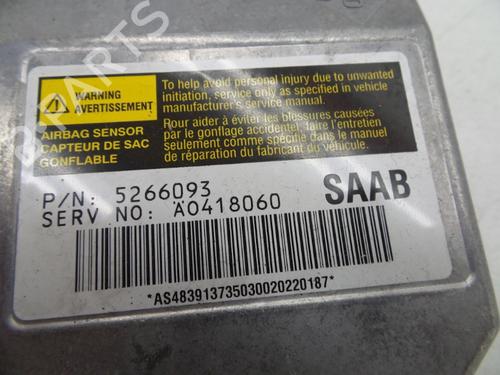 WARNING
AVERTISSEMENT
AIRBAG SENSOR
CAPTEUR DE SAC
GONFLABLE
To help avoid personal injury due to unwanted
initiation, service only as specified in vehicle
manufacturer's service manual.
Pour aider à éviter les blessures causées
par le gonflage accidentel, faire l'entretien
seulement comme spécifié dans le manuel
de réparation du fabricant du véhicule.
P/N: 5266093
SERV NO: A0418060
SAAB
*AS483913735030020220187*